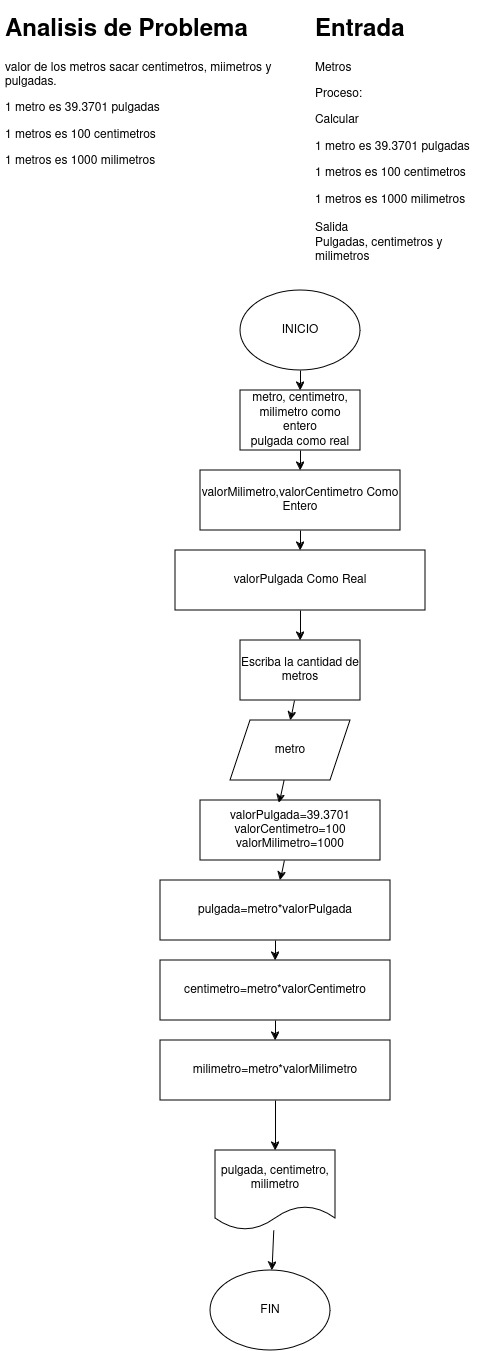 Analisis de Problema
valor de los metros sacar centimetros, miimetros y
pulgadas.
1 metro es 39.3701 pulgadas
1 metros es 100 centimetros
1 metros es 1000 milimetros
Entrada
Metros
Proceso:
Calcular
1 metro es 39.3701 pulgadas
1 metros es 100 centimetros
1 metros es 1000 milimetros
Salida
Pulgadas, centimetros y
milimetros
INICIO
metro, centimetro,
milimetro como
entero
pulgada como real
valorMilimetro,valorCentimetro Como
Entero
valorPulgada Como Real
Escriba la cantidad de
metros
metro
valorPulgada=39.3701
valorCentimetro=100
valorMilimetro=1000
pulgada=metro*valorPulgada
centimetro=metro*valorCentimetro
milimetro=metro*valorMilimetro
pulgada, centimetro,
milimetro
FIN